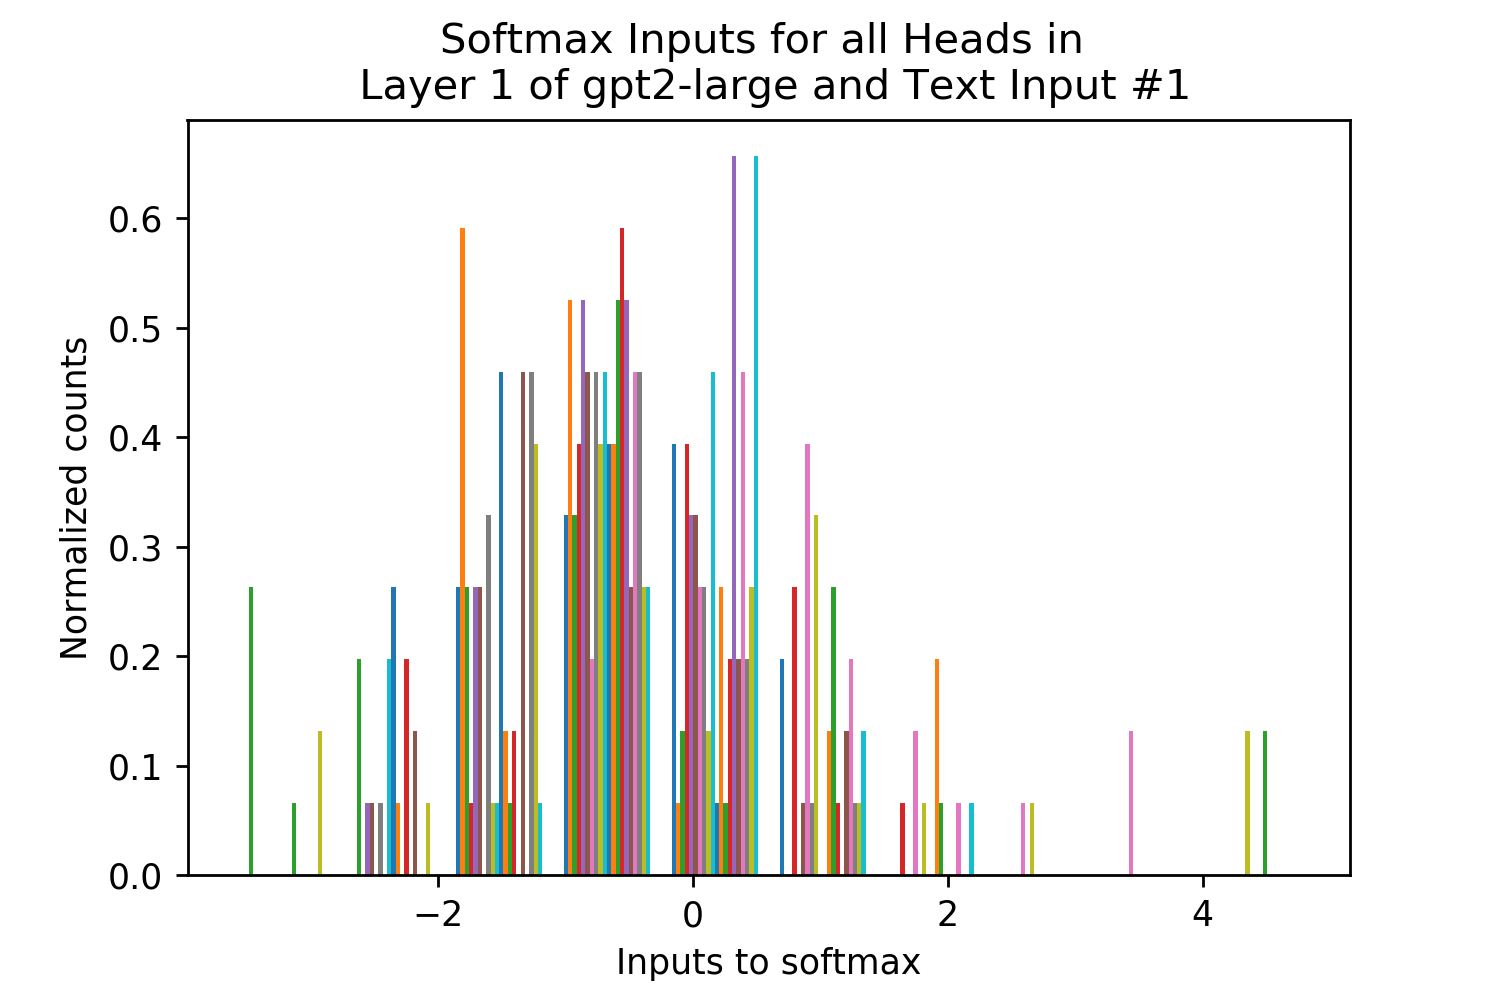 Softmax Inputs for all Heads in
Layer 1 of gpt2-large and Text Input #1
Normalized counts
0.6
0.5
0.4
0.3
0.2
0.1
0.0
−2 0 2 4
Inputs to softmax